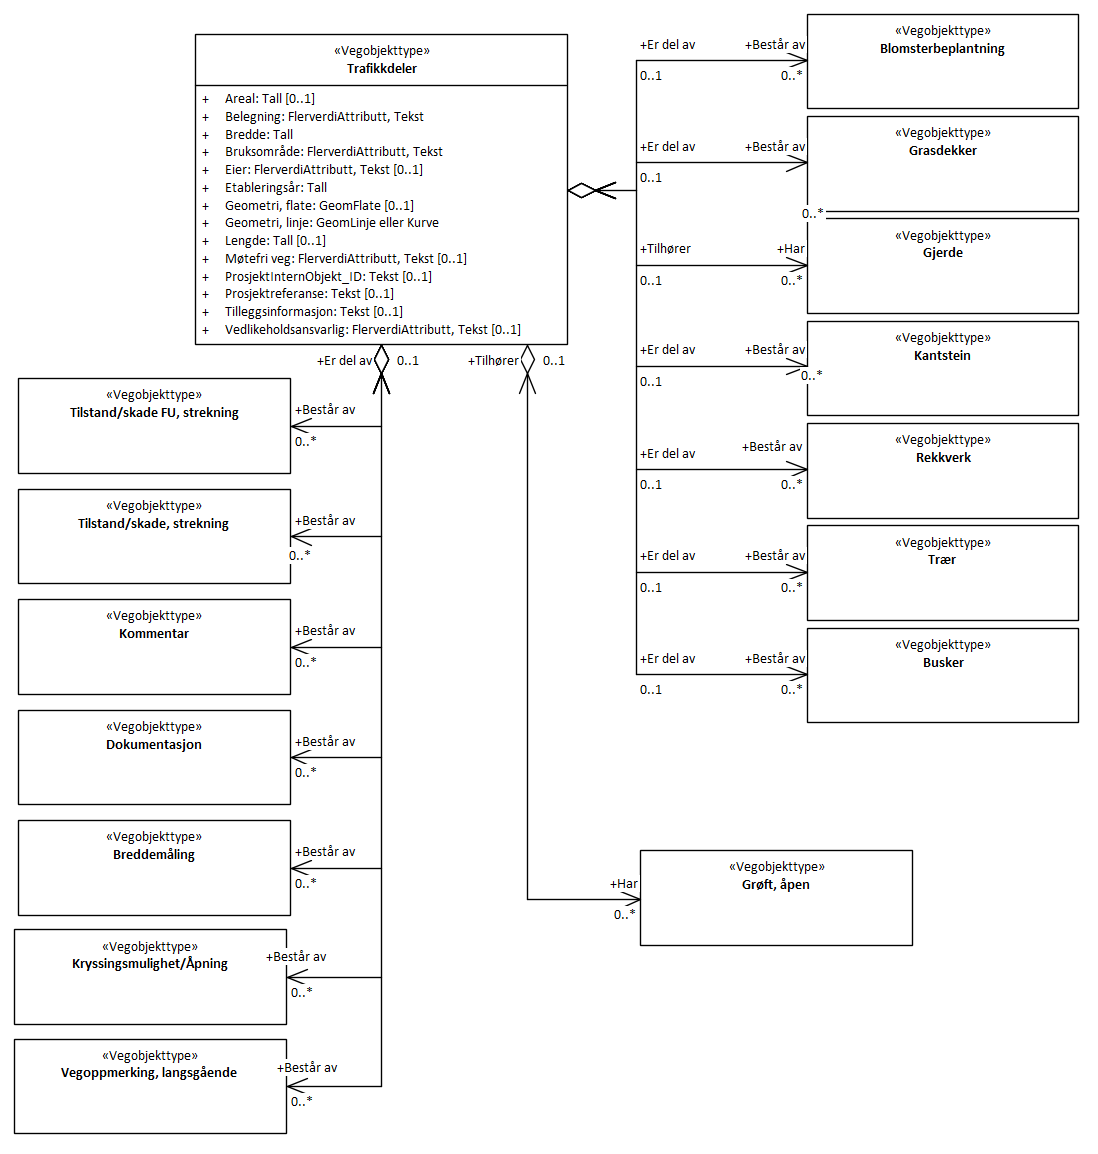 «Vegobjekttype»
Trafikkdeler
+ Areal: Tall [0..1]
+ Belegning: FlerverdiAttributt, Tekst
+ Bredde: Tall
+ Bruksområde: FlerverdiAttributt, Tekst
+ Eier: FlerverdiAttributt, Tekst [0..1]
+ Etableringsår: Tall
+ Geometri, flate: GeomFlate [0..1]
+ Geometri, linje: GeomLinje eller Kurve
+ Lengde: Tall [0..1]
+ Møtefri veg: FlerverdiAttributt, Tekst [0..1]
+ ProsjektInternObjekt_ID: Tekst [0..1]
+ Prosjektreferanse: Tekst [0..1]
+ Tilleggsinformasjon: Tekst [0..1]
+ Vedlikeholdsansvarlig: FlerverdiAttributt, Tekst [0..1]
+Er del av 0..1
+Tilhører 0..1
+Er del av +Består av
0..1 0..*
«Vegobjekttype»
Blomsterbeplantning
+Er del av +Består av
0..1
0..*
«Vegobjekttype»
Grasdekker
+Tilhører +Har
0..1 0..*
«Vegobjekttype»
Gjerde
+Er del av +Består av
0..1 0..*
«Vegobjekttype»
Kantstein
+Er del av +Består av
0..1 0..*
«Vegobjekttype»
Rekkverk
+Er del av +Består av
0..1 0..*
«Vegobjekttype»
Trær
+Er del av +Består av
0..1 0..*
«Vegobjekttype»
Busker
«Vegobjekttype»
Tilstand/skade FU, strekning
+Består av
0..*
«Vegobjekttype»
Tilstand/skade, strekning
+Består av
0..*
«Vegobjekttype»
Kommentar
+Består av
0..*
«Vegobjekttype»
Dokumentasjon
+Består av
0..*
«Vegobjekttype»
Breddemåling
+Består av
0..*
«Vegobjekttype»
Kryssingsmulighet/Åpning
+Består av
0..*
«Vegobjekttype»
Vegoppmerking, langsgående
+Består av
0..*
+Har
0..*
«Vegobjekttype»
Grøft, åpen